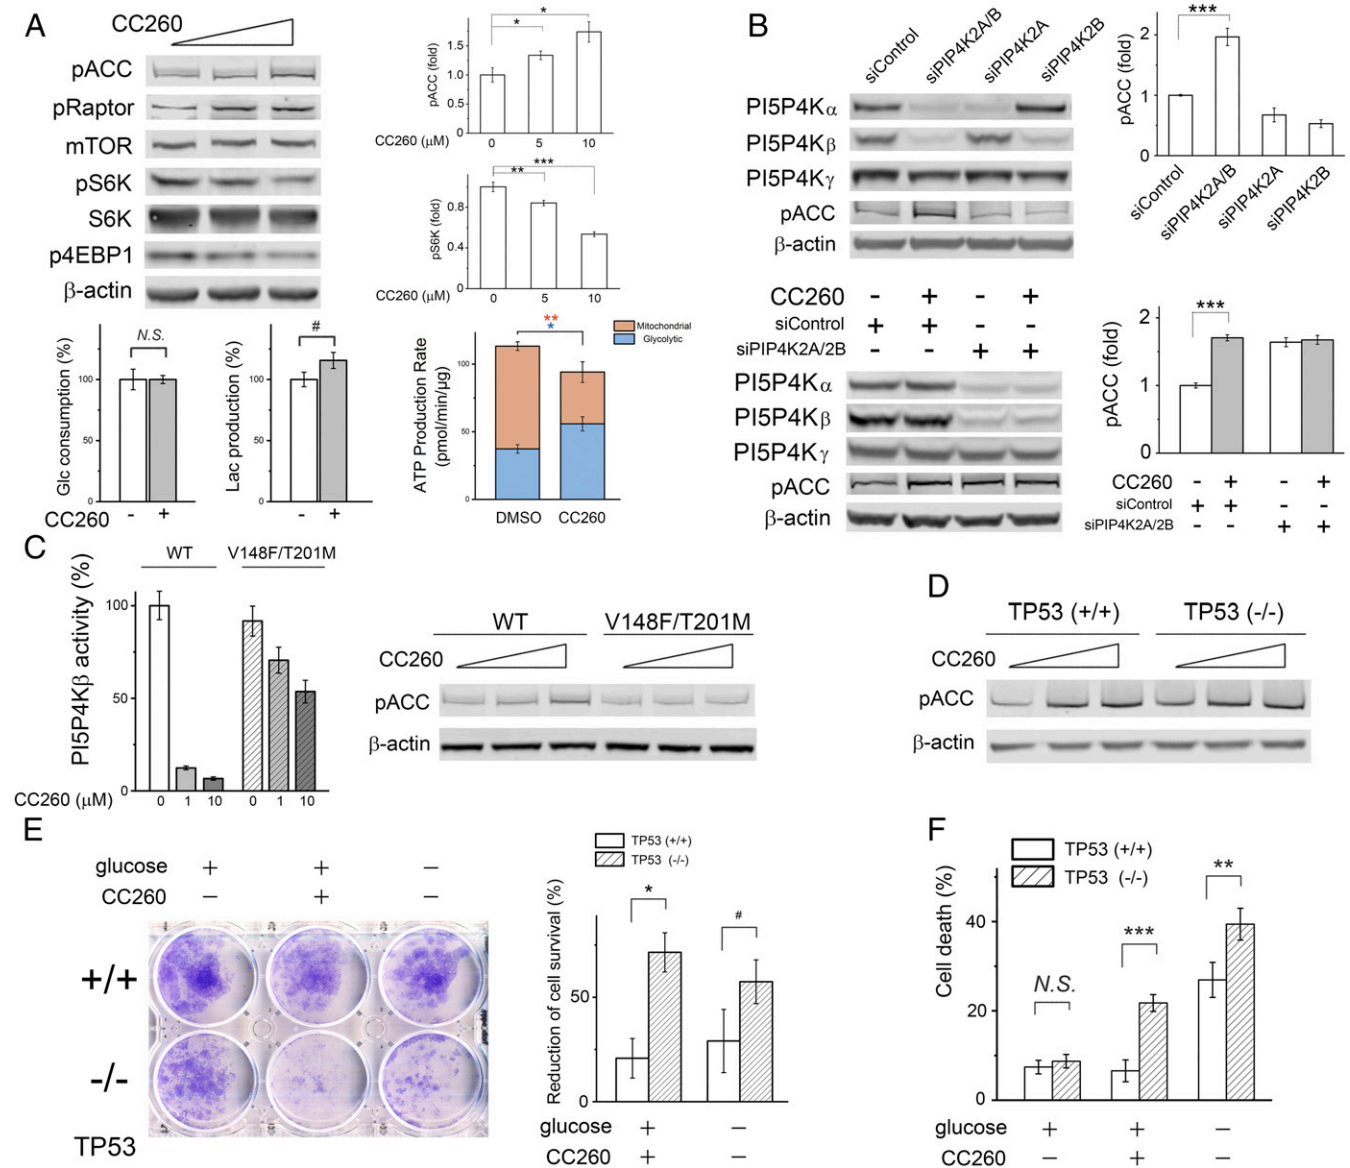 A
CC260
pACC
pRaptor
mTOR
pS6K
S6K
p4EBP1
β-actin
* *
pACC (fold)
1.5
1.0
0.5
0
CC260 (μM) 0 5 10
*** **
pS6K (fold)
0.8
0.4
0
CC260 (μM) 0 5 10
Glc consumption (%)
N.S.
100
50
0
CC260 - +
Lac production (%)
#
100
50
0
- +
ATP Production Rate
(pmol/min/μg)
**
*
Mitochondrial
Glycolytic
100
50
0
DMSO CC260
B
siControl siPIP4K2A/B siPIP4K2A siPIP4K2B
PI5P4Kα
PI5P4Kβ
PI5P4Kγ
pACC
β-actin
***
pACC (fold)
2
1
0
siControl siPIP4K2A/B siPIP4K2A siPIP4K2B
CC260 - + - +
siControl + + - -
siPIP4K2A/2B - - + +
PI5P4Kα
PI5P4Kβ
PI5P4Kγ
pACC
β-actin
***
pACC (fold)
2
1
0
CC260 - + - +
siControl + + - -
siPIP4K2A/2B - - + +
C
WT V148F/T201M
PI5P4Kβ activity (%)
100
50
0
CC260 (μM) 0 1 10 0 1 10
WT V148F/T201M
CC260
pACC
β-actin
D
TP53 (+/+) TP53 (-/-)
CC260
pACC
β-actin
E
glucose + + −
CC260 − + −
+/+
-/-
TP53
TP53 (+/+)
TP53 (-/-)
Reduction of cell survival (%)
* #
50
0
glucose + −
CC260 + −
F
TP53 (+/+)
TP53 (-/-)
Cell death (%)
N.S. *** **
40
20
0
glucose + + −
CC260 − + −